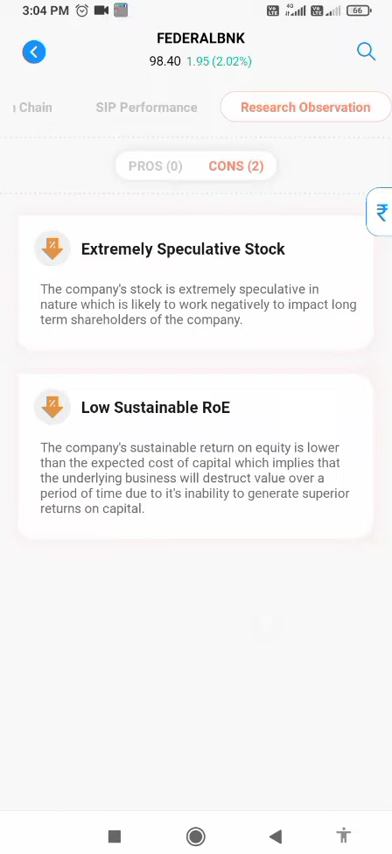 3:04 PM
66
FEDERALBNK
98.40 1.95 (2.02%)
Chain SIP Performance Research Observation
PROS (0) CONS (2)
₹
Extremely Speculative Stock
The company's stock is extremely speculative in
nature which is likely to work negatively to impact long
term shareholders of the company.
Low Sustainable RoE
The company's sustainable return on equity is lower
than the expected cost of capital which implies that
the underlying business will destruct value over a
period of time due to it's inability to generate superior
returns on capital.